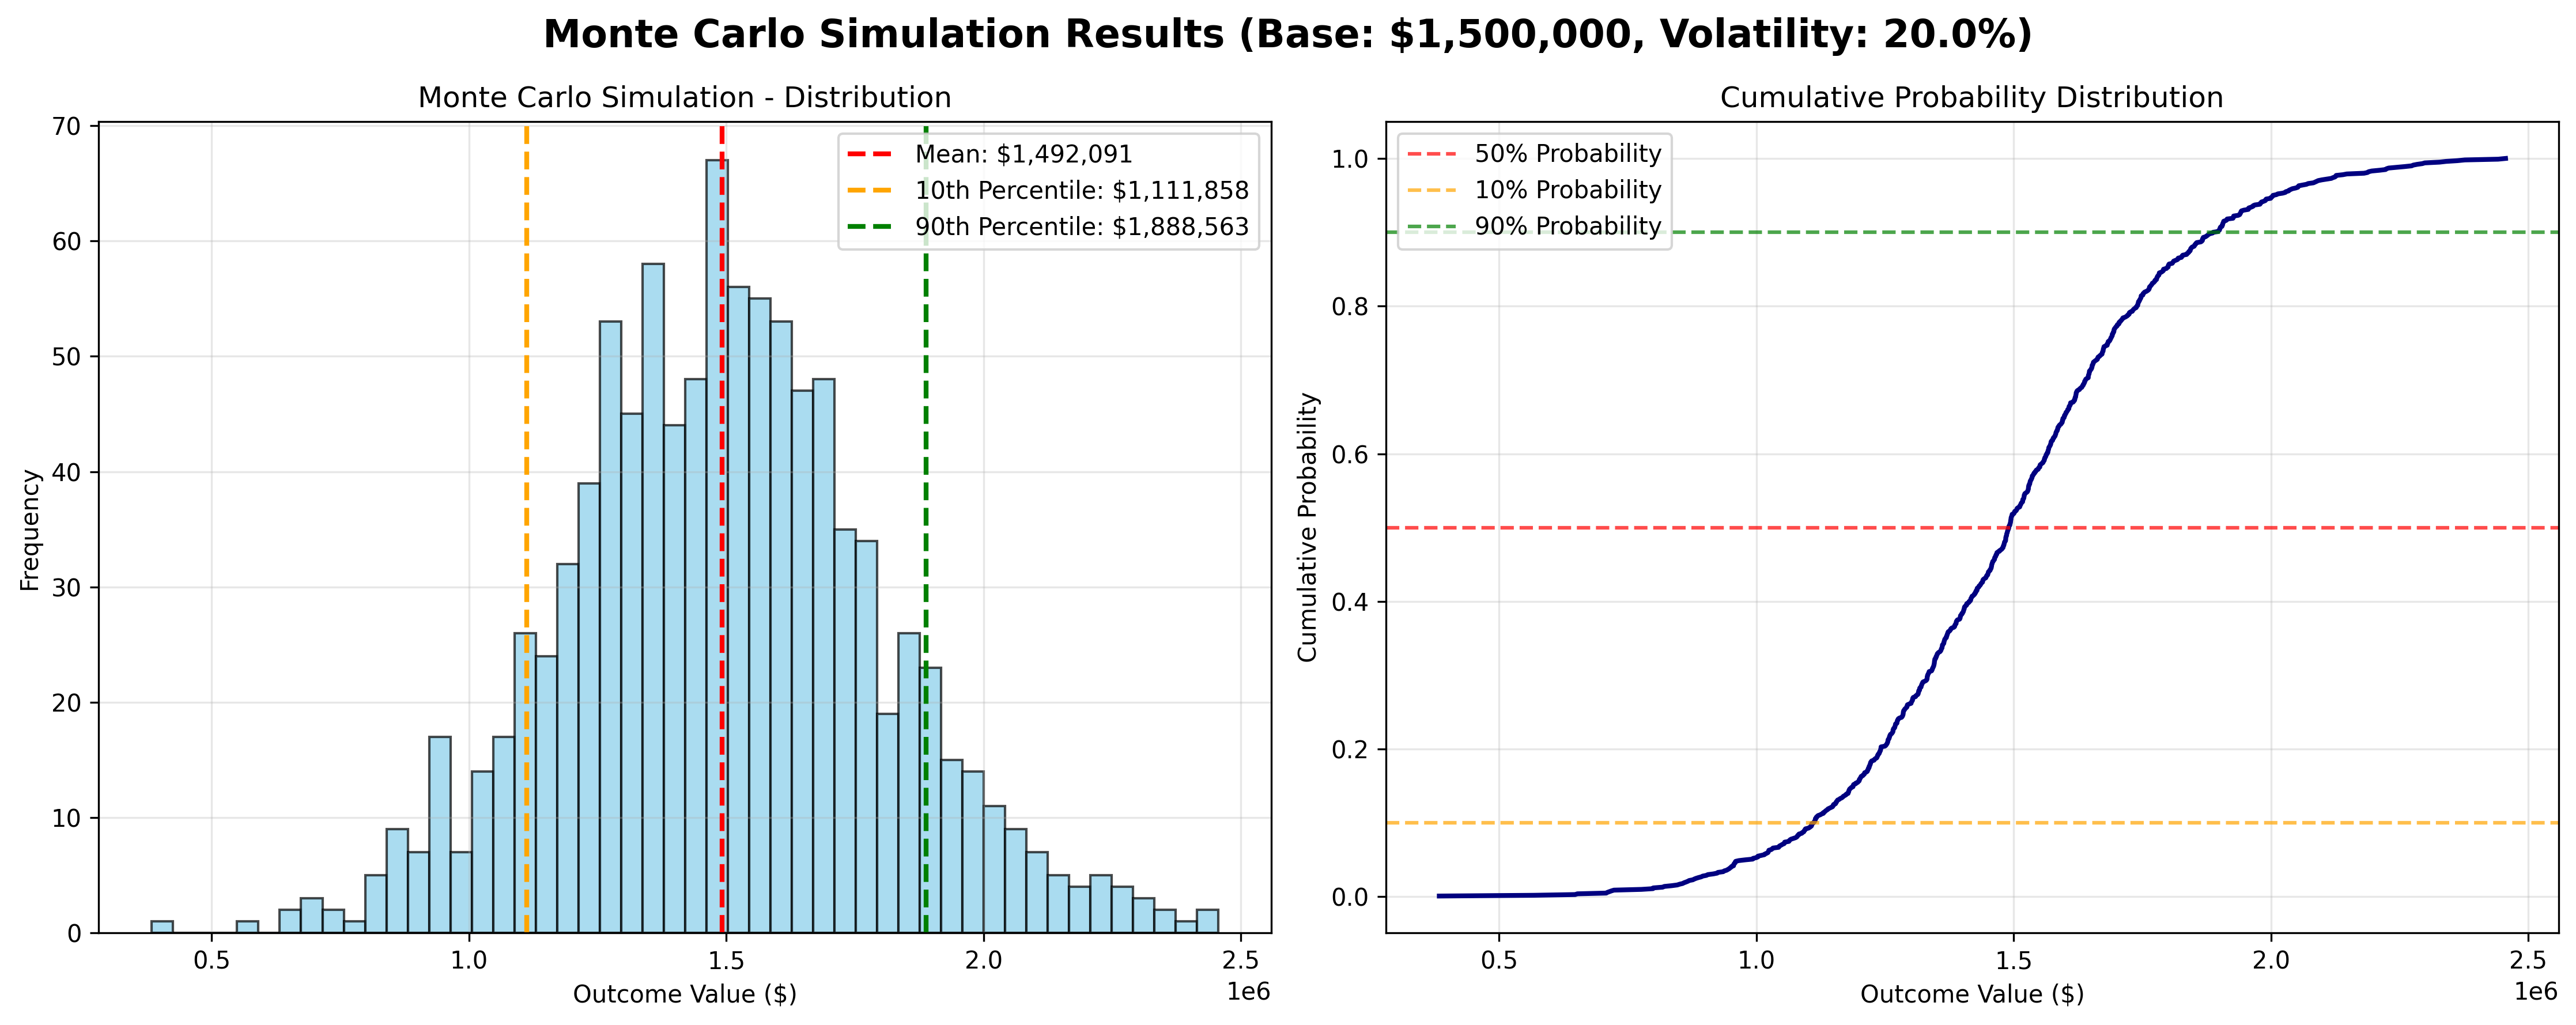 Monte Carlo Simulation Results (Base: $1,500,000, Volatility: 20.0%)
Monte Carlo Simulation - Distribution
70
60
50
40
30
20
10
0
Frequency
Mean: $1,492,091
10th Percentile: $1,111,858
90th Percentile: $1,888,563
0.5
1.0
1.5
2.0
2.5
1e6
Outcome Value ($)
Cumulative Probability Distribution
1.0
0.8
0.6
0.4
0.2
0.0
Cumulative Probability
50% Probability
10% Probability
90% Probability
0.5
1.0
1.5
2.0
2.5
1e6
Outcome Value ($)